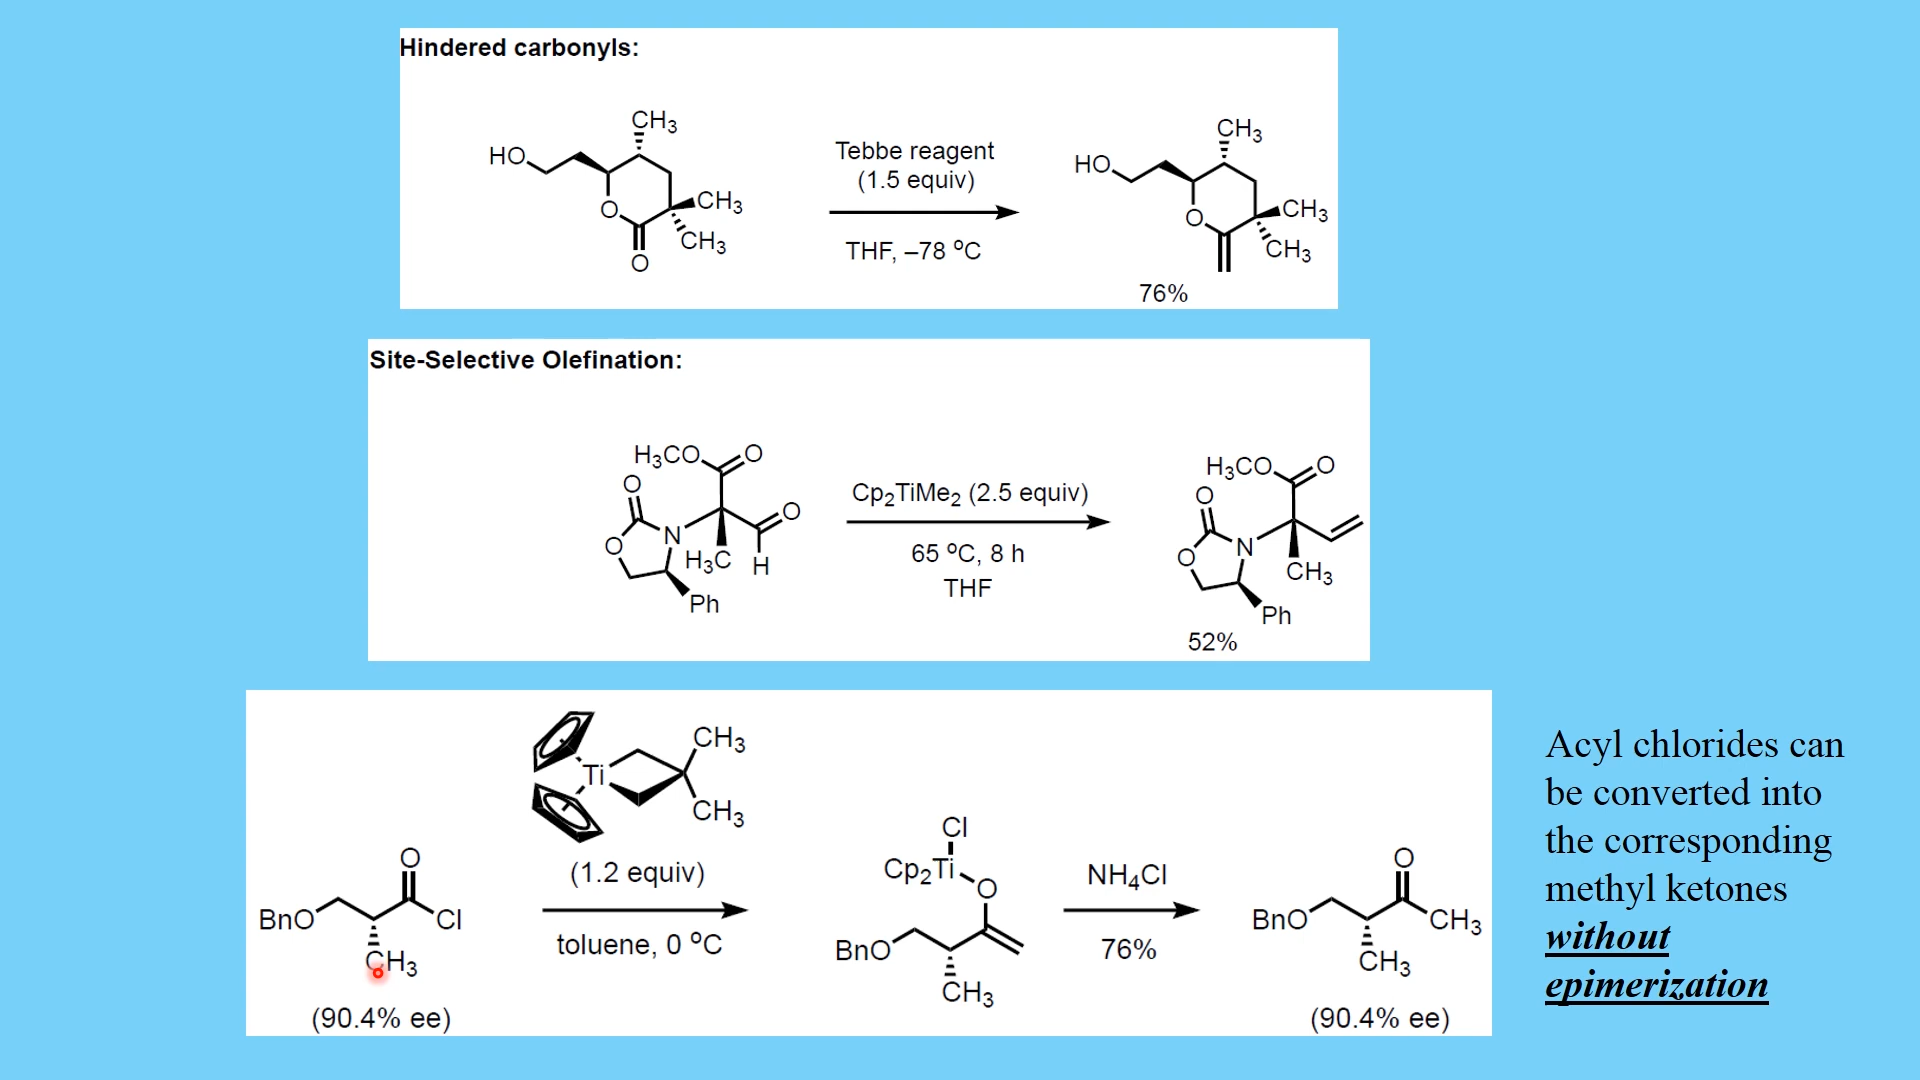 Hindered carbonyls:
CH₃
HO
O
CH₃
CH₃
O
Tebbe reagent
(1.5 equiv)
THF, –78 ºC
CH₃
HO
O
CH₃
CH₃
76%
Site-Selective Olefination:
H₃CO
O
O
O
O
N
H₃C
H
Ph
Cp₂TiMe₂ (2.5 equiv)
65 ºC, 8 h
THF
H₃CO
O
O
O
N
CH₃
Ph
52%
O
BnO
Cl
CH₃
(90.4% ee)
Ti
CH₃
CH₃
(1.2 equiv)
toluene, 0 ºC
Cl
Cp₂Ti
O
BnO
CH₃
NH₄Cl
76%
O
BnO
CH₃
CH₃
(90.4% ee)
Acyl chlorides can
be converted into
the corresponding
methyl ketones
without
epimerization